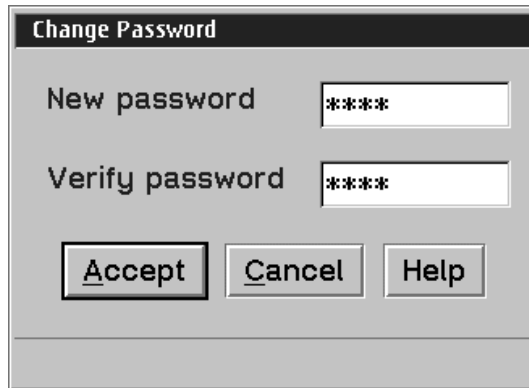 Change Password
New password ****
Verify password ****
Accept Cancel Help